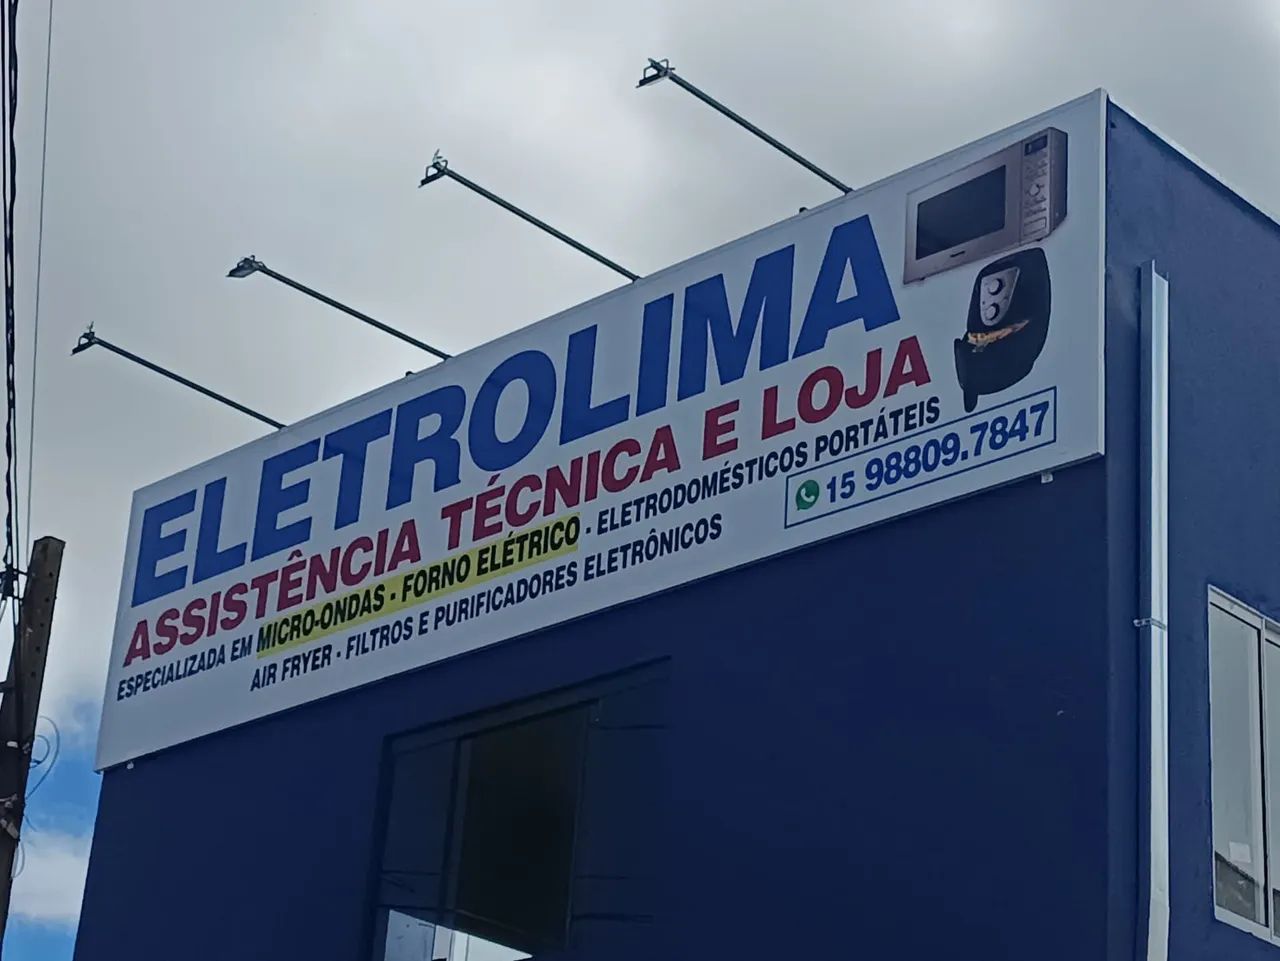 ELETROLIMA
ASSISTÊNCIA TÉCNICA E LOJA
ESPECIALIZADA EM MICRO-ONDAS - FORNO ELÉTRICO - ELETRODOMÉSTICOS PORTÁTEIS
AIR FRYER - FILTROS E PURIFICADORES ELETRÔNICOS
15 98809.7847